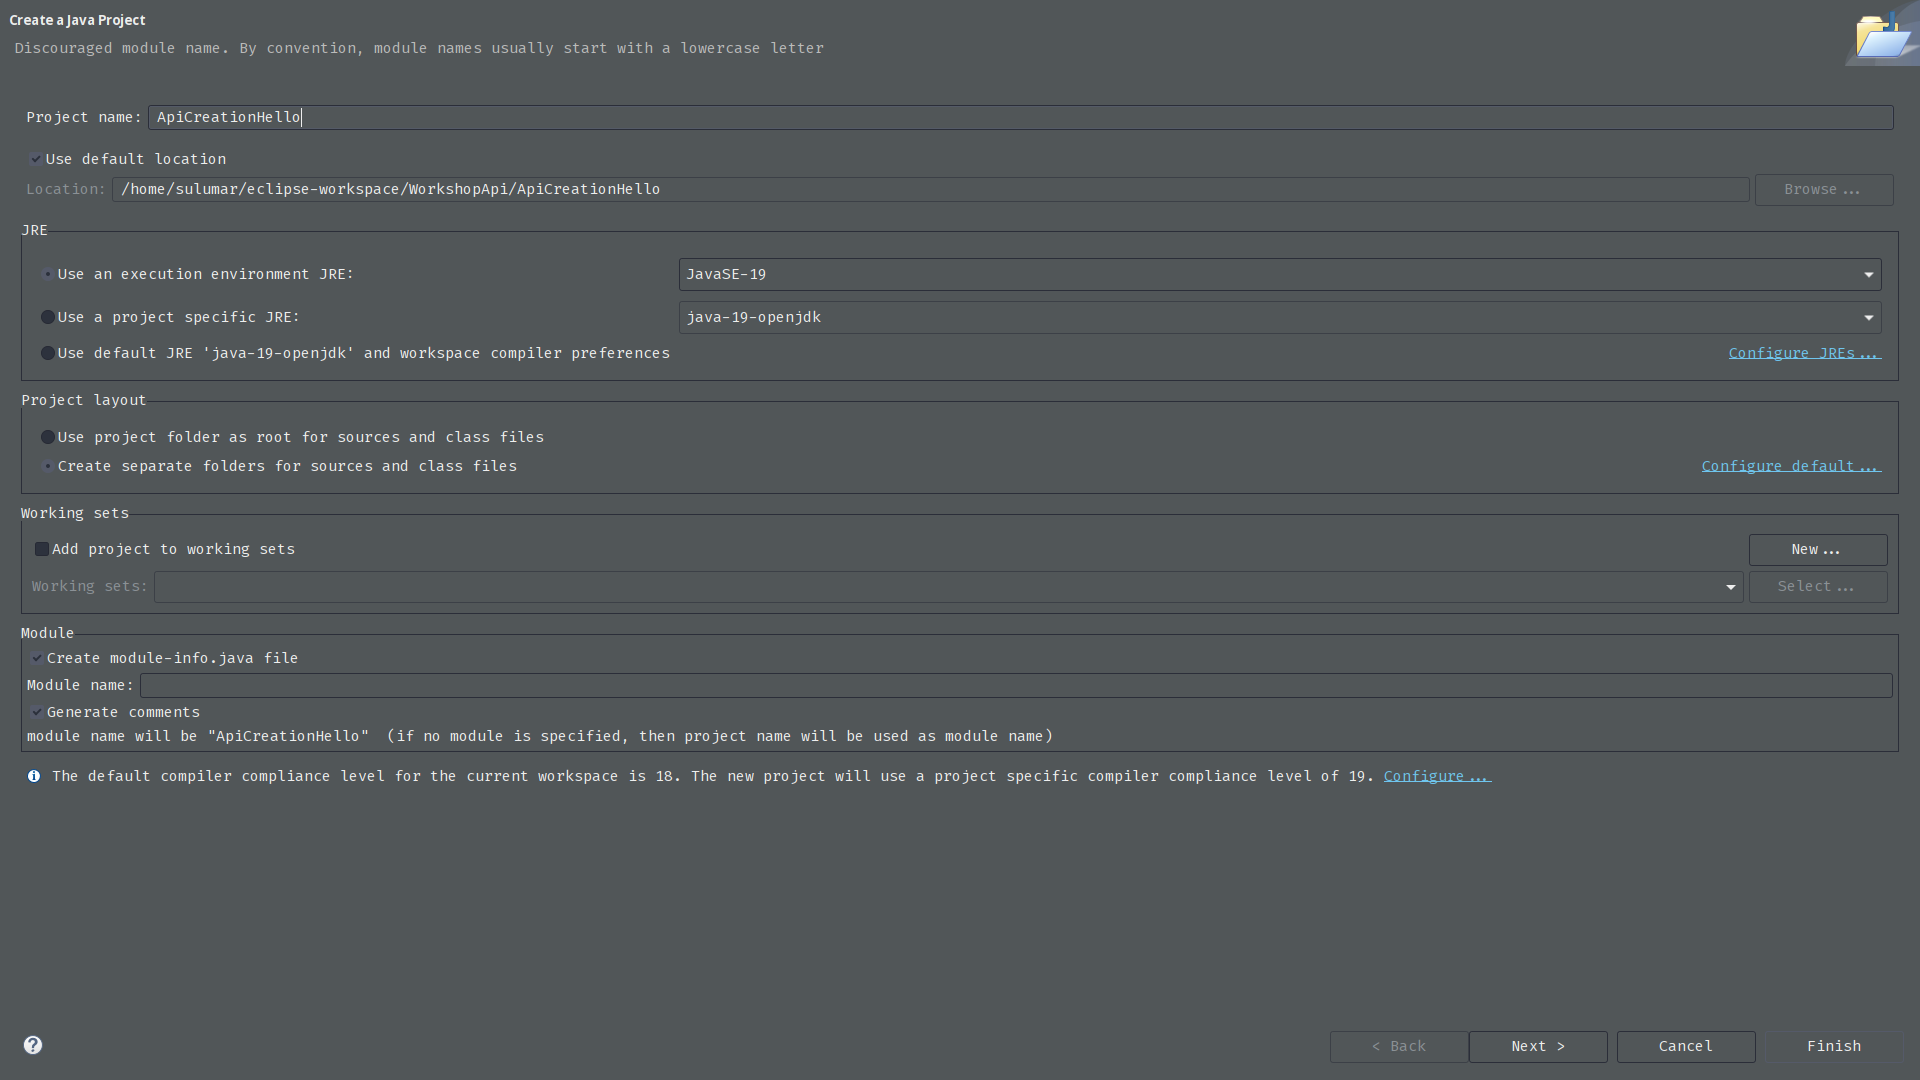 Create a Java Project
Discouraged module name. By convention, module names usually start with a lowercase letter
Project name: ApiCreationHello
Use default location
Location: /home/sulumar/eclipse-workspace/WorkshopApi/ApiCreationHello Browse...
JRE
Use an execution environment JRE: JavaSE-19
Use a project specific JRE: java-19-openjdk
Use default JRE 'java-19-openjdk' and workspace compiler preferences Configure JREs...
Project layout
Use project folder as root for sources and class files
Create separate folders for sources and class files Configure default...
Working sets
Add project to working sets New...
Working sets: Select...
Module
Create module-info.java file
Module name:
Generate comments
module name will be "ApiCreationHello"  (if no module is specified, then project name will be used as module name)
The default compiler compliance level for the current workspace is 18. The new project will use a project specific compiler compliance level of 19. Configure...
? < Back Next > Cancel Finish